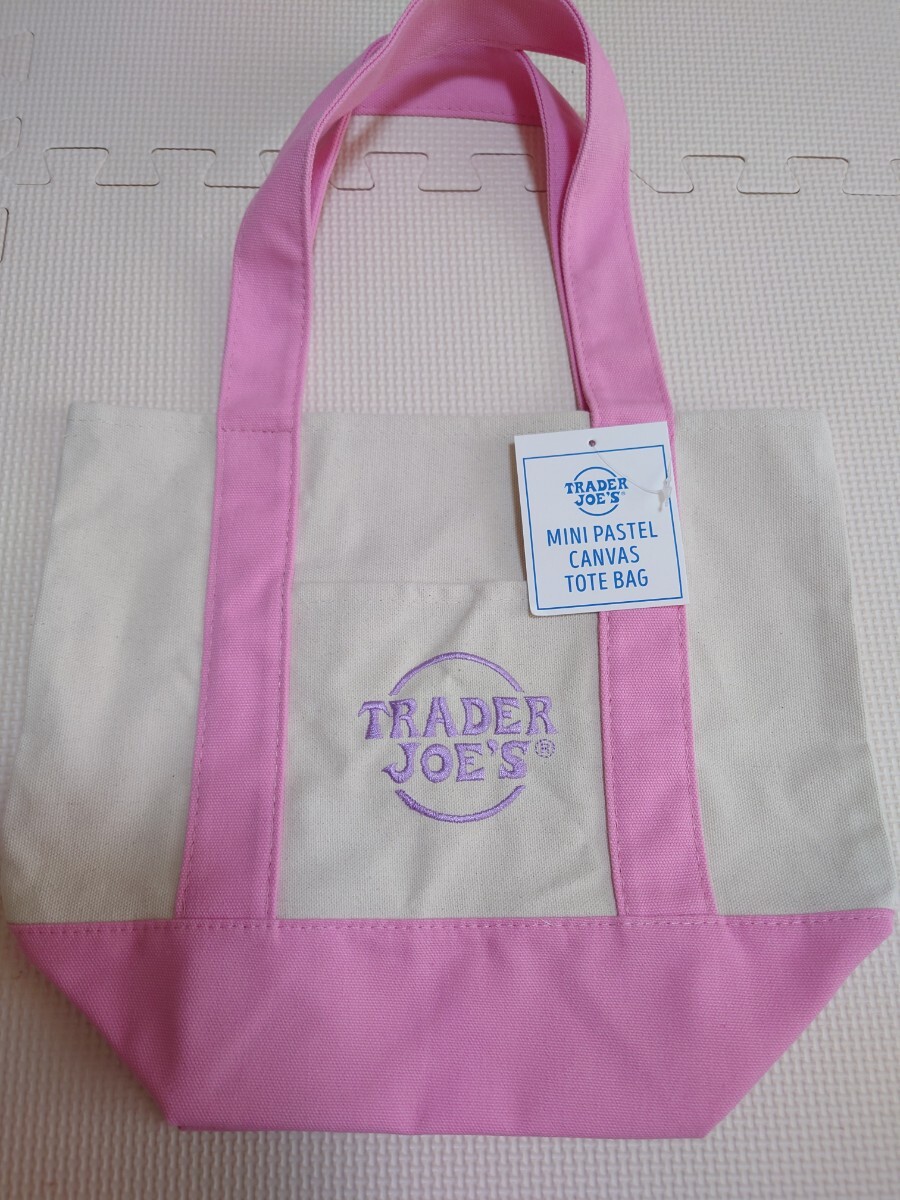 TRADER
JOE'S®
MINI PASTEL
CANVAS
TOTE BAG
TRADER
JOE'S®